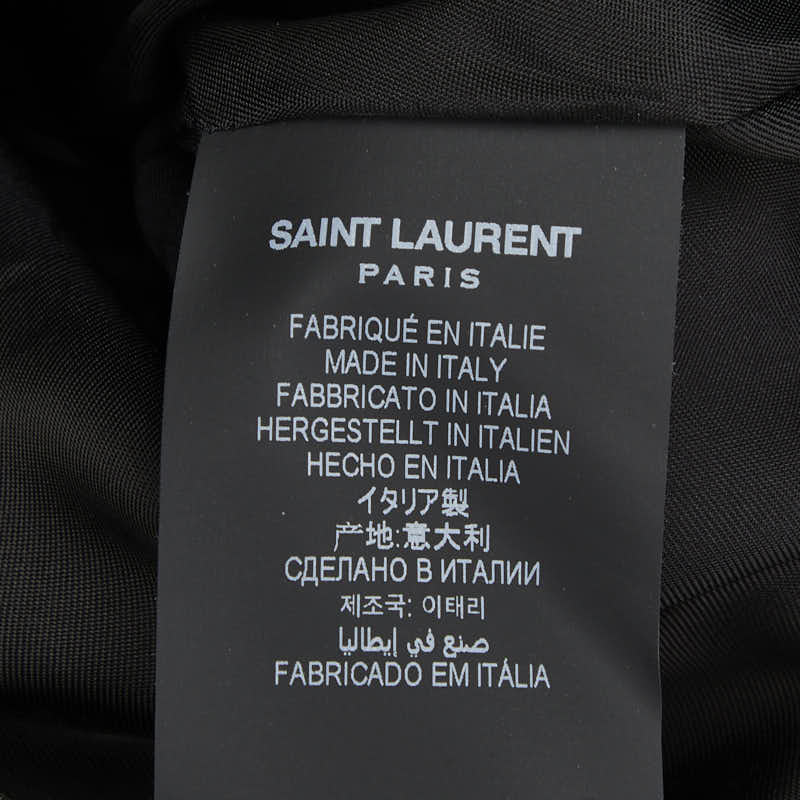 SAINT LAURENT
PARIS
FABRIQUÉ EN ITALIE
MADE IN ITALY
FABBRICATO IN ITALIA
HERGESTELLT IN ITALIEN
HECHO EN ITALIA
イタリア製
产地:意大利
СДЕЛАНО В ИТАЛИИ
제조국: 이태리
صنع في إيطاليا
FABRICADO EM ITÁLIA